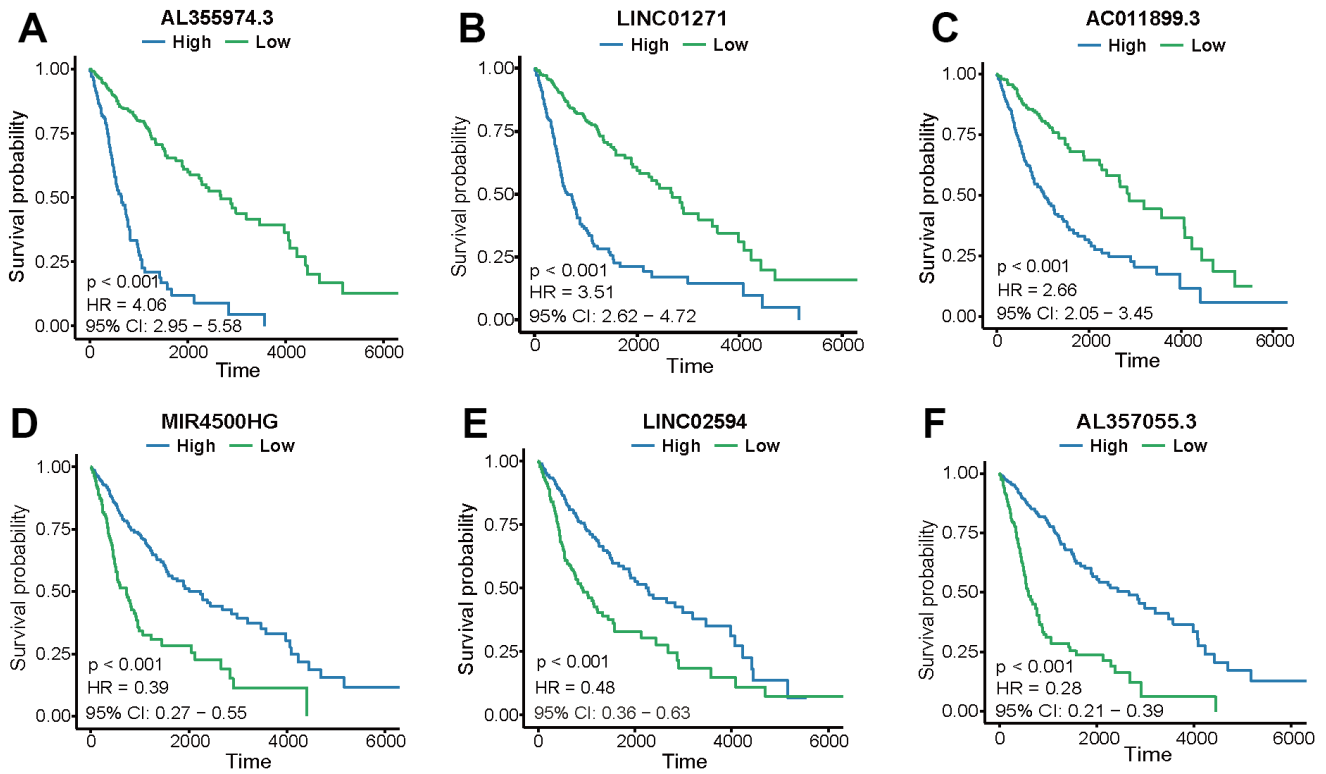 A
AL355974.3
High Low
Survival probability
1.00
0.75
0.50
0.25
0.00
p < 0.001
HR = 4.06
95% CI: 2.95 – 5.58
0 2000 4000 6000
Time
B
LINC01271
High Low
Survival probability
1.00
0.75
0.50
0.25
0.00
p < 0.001
HR = 3.51
95% CI: 2.62 – 4.72
0 2000 4000 6000
Time
C
AC011899.3
High Low
Survival probability
1.00
0.75
0.50
0.25
0.00
p < 0.001
HR = 2.66
95% CI: 2.05 – 3.45
0 2000 4000 6000
Time
D
MIR4500HG
High Low
Survival probability
1.00
0.75
0.50
0.25
0.00
p < 0.001
HR = 0.39
95% CI: 0.27 – 0.55
0 2000 4000 6000
Time
E
LINC02594
High Low
Survival probability
1.00
0.75
0.50
0.25
0.00
p < 0.001
HR = 0.48
95% CI: 0.36 – 0.63
0 2000 4000 6000
Time
F
AL357055.3
High Low
Survival probability
1.00
0.75
0.50
0.25
0.00
p < 0.001
HR = 0.28
95% CI: 0.21 – 0.39
0 2000 4000 6000
Time